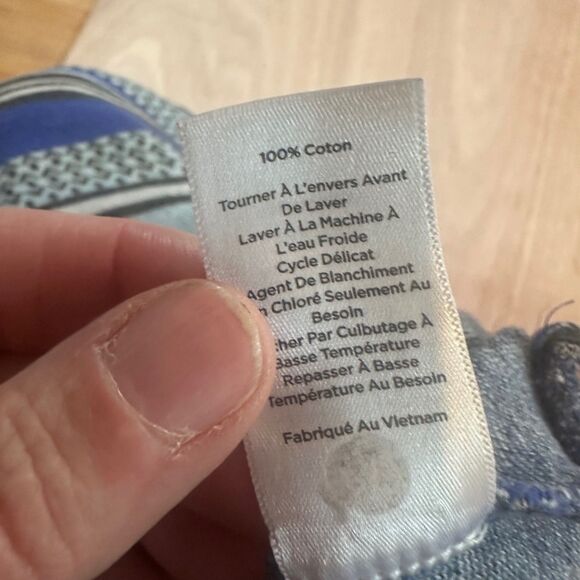 100% Coton
Tourner À L'envers Avant
De Laver
Laver À La Machine À
L'eau Froide
Cycle Délicat
Agent De Blanchiment
Chloré Seulement Au
Besoin
Par Culbutage À
Basse Température
Repasser À Basse
Température Au Besoin
Fabriqué Au Vietnam